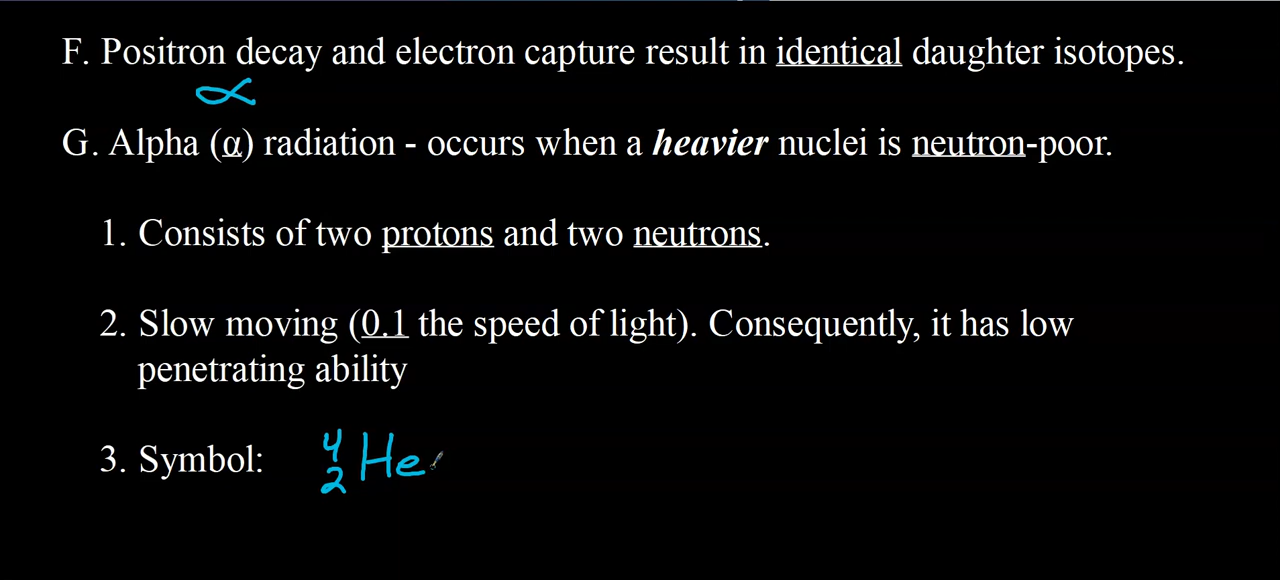 F. Positron decay and electron capture result in identical daughter isotopes.
α
G. Alpha (α) radiation - occurs when a heavier nuclei is neutron-poor.
1. Consists of two protons and two neutrons.
2. Slow moving (0.1 the speed of light). Consequently, it has low
penetrating ability
3. Symbol: ⁴₂He